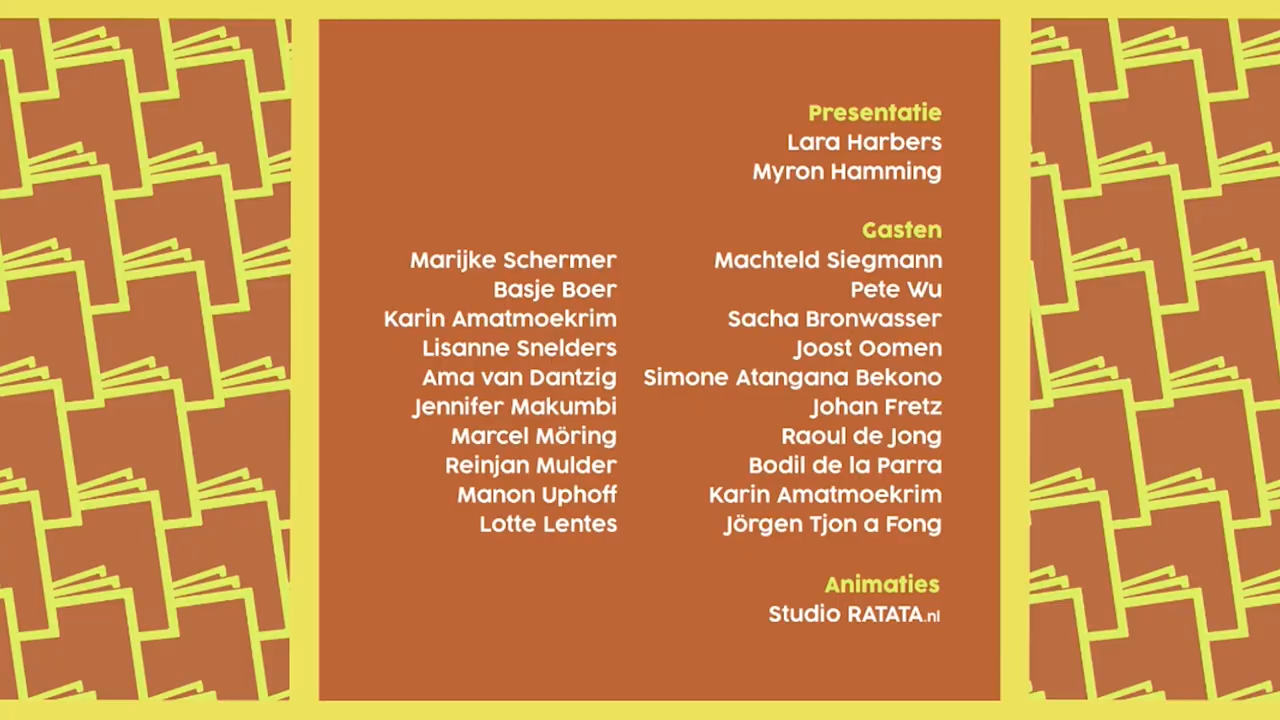 Presentatie
Lara Harbers
Myron Hamming
Gasten
Marijke Schermer Machteld Siegmann
Basje Boer Pete Wu
Karin Amatmoekrim Sacha Bronwasser
Lisanne Snelders Joost Oomen
Ama van Dantzig Simone Atangana Bekono
Jennifer Makumbi Johan Fretz
Marcel Möring Raoul de Jong
Reinjan Mulder Bodil de la Parra
Manon Uphoff Karin Amatmoekrim
Lotte Lentes Jörgen Tjon a Fong
Animaties
Studio RATATA.nl